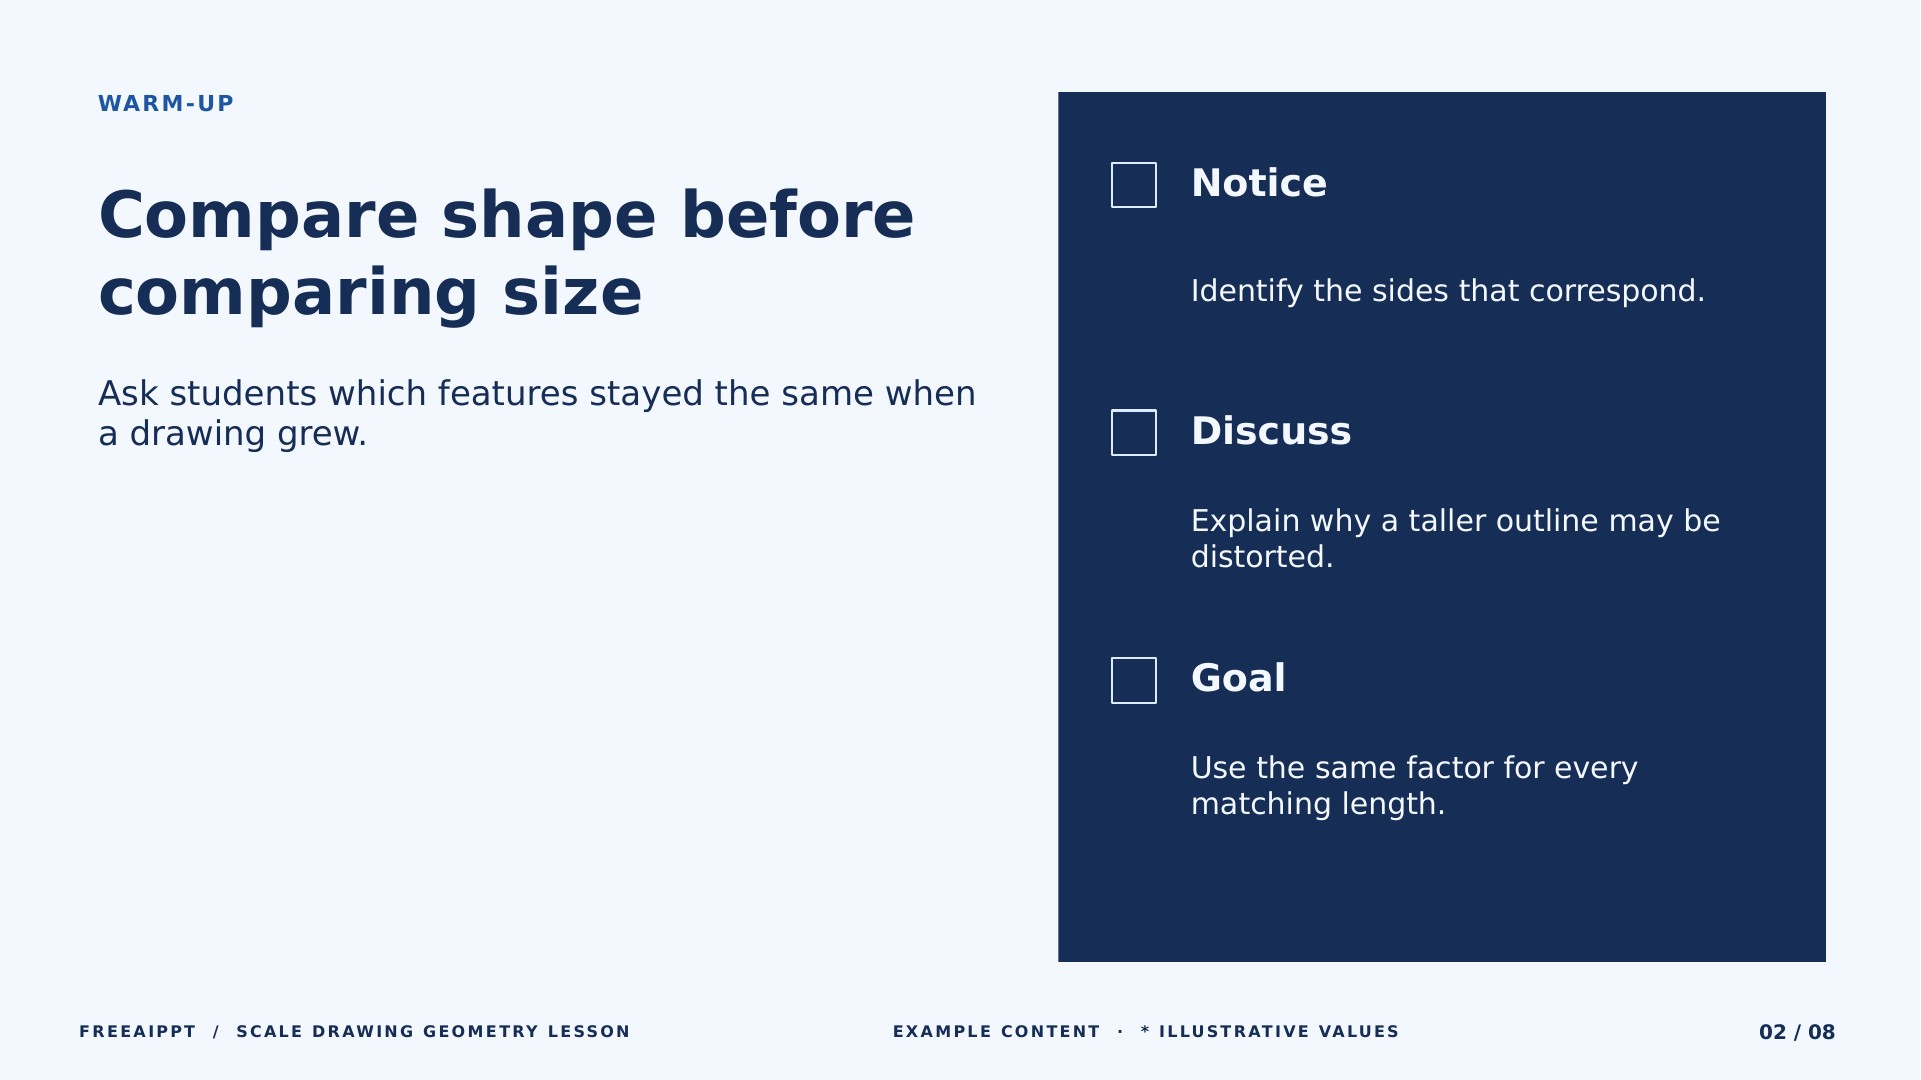 WARM-UP
Compare shape before
comparing size
Ask students which features stayed the same when
a drawing grew.
Notice
Identify the sides that correspond.
Discuss
Explain why a taller outline may be
distorted.
Goal
Use the same factor for every
matching length.
FREEAIPPT / SCALE DRAWING GEOMETRY LESSON
EXAMPLE CONTENT · * ILLUSTRATIVE VALUES
02 / 08